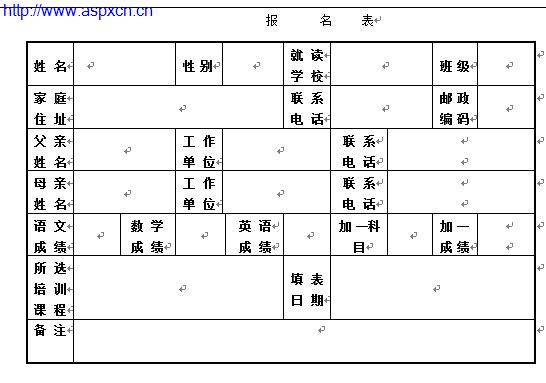 http://www.aspxcn.cn
报 名 表
姓 名 性 别 就 读 班 级
学 校
家 庭 联 系 邮 政
住 址 电 话 编 码
父 亲 工 作 联 系
姓 名 单 位 电 话
母 亲 工 作 联 系
姓 名 单 位 电 话
语 文 数 学 英 语 加 一科 加 一
成 绩 成 绩 成 绩 目 成 绩
所 选
培 训 填 表
课 程 日 期
备 注